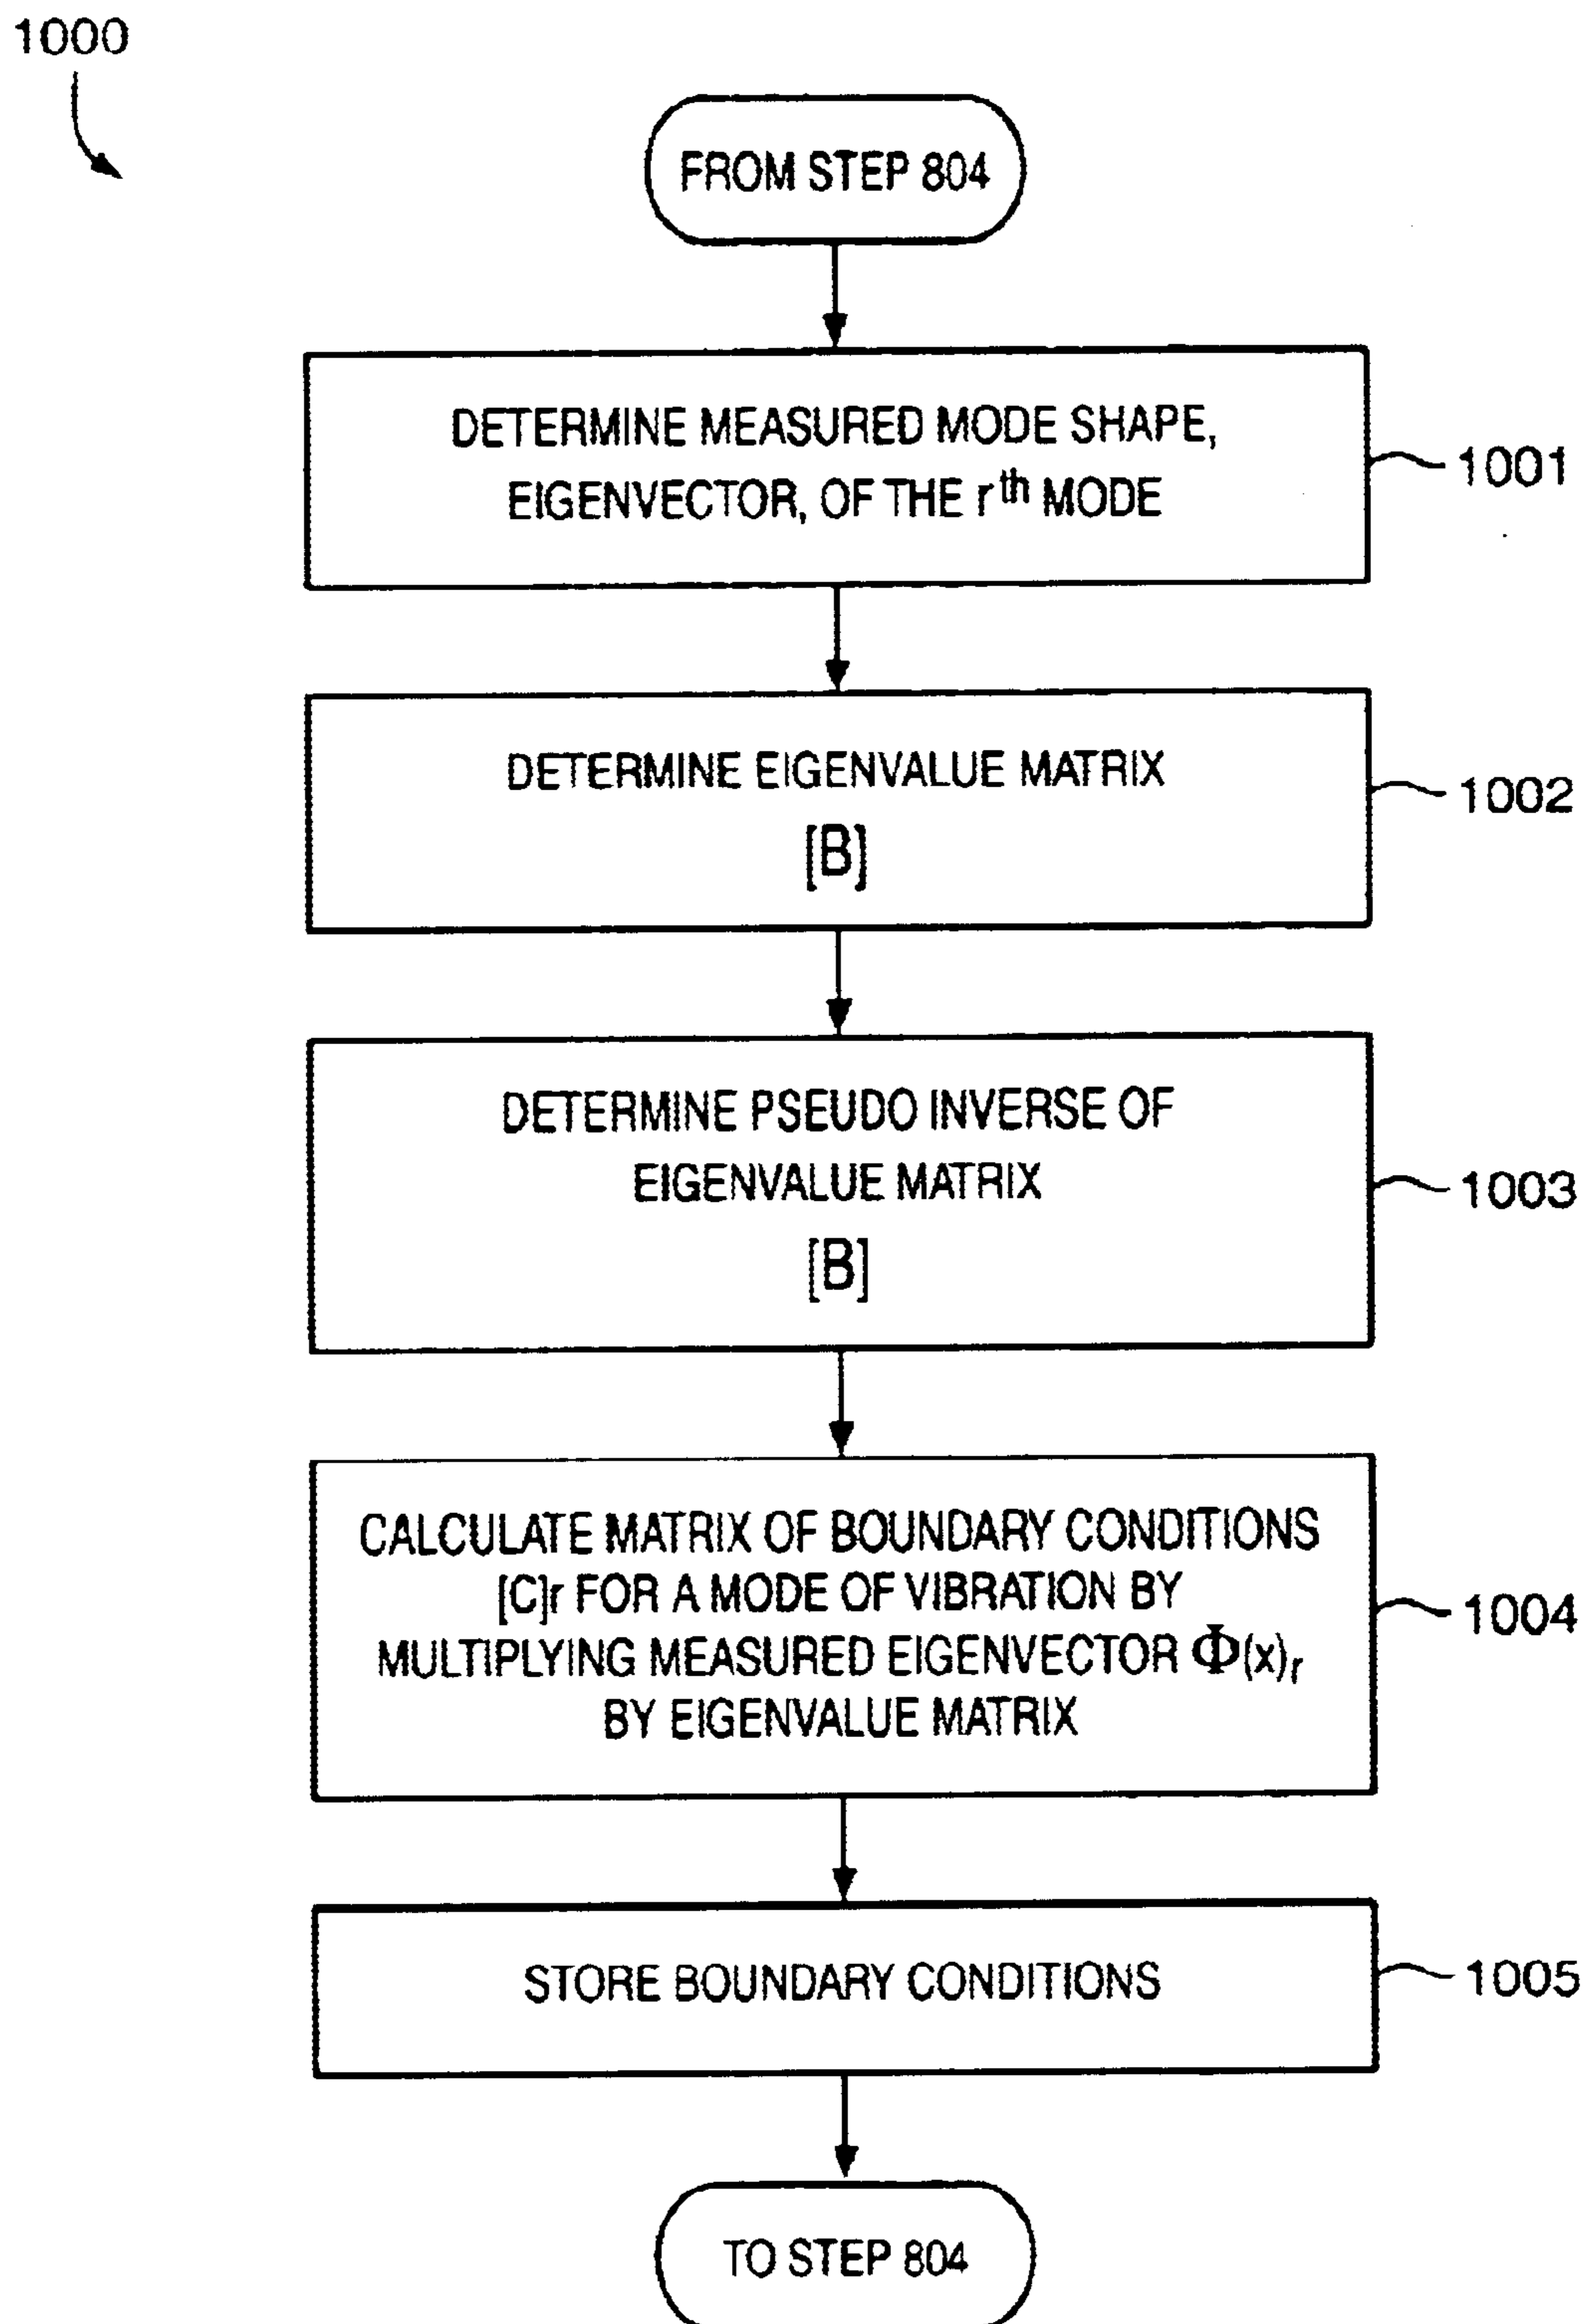 1000
FROM STEP 804
DETERMINE MEASURED MODE SHAPE,
EIGENVECTOR, OF THE rth MODE
1001
DETERMINE EIGENVALUE MATRIX
[B]
1002
DETERMINE PSEUDO INVERSE OF
EIGENVALUE MATRIX
[B]
1003
CALCULATE MATRIX OF BOUNDARY CONDITIONS
[C]r FOR A MODE OF VIBRATION BY
MULTIPLYING MEASURED EIGENVECTOR Φ(x)r
BY EIGENVALUE MATRIX
1004
STORE BOUNDARY CONDITIONS
1005
TO STEP 804